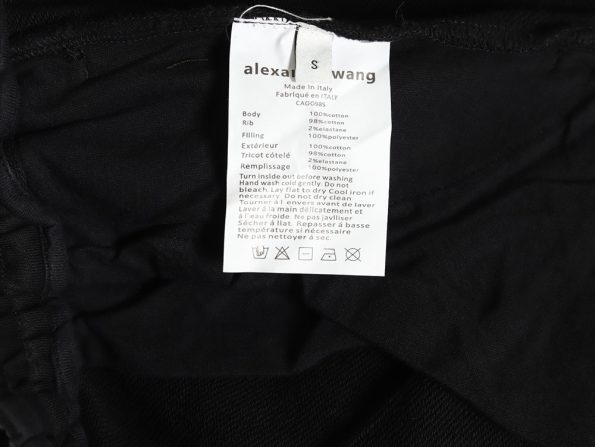 S
alexan wang
Made in Italy
Fabriqué en ITALY
CAGO98S
Body 100%cotton
Rib 98%cotton
2%elastane
Filling 100%polyester
Extérieur 100%cotton
Tricot côtelé 98%cotton
2%elastane
Remplissage 100%polyester
Turn inside out before washing
Hand wash cold gently. Do not
bleach. Lay flat to dry Cool iron if
necessary. Do not dry clean
Tourner à l envers avant de laver
Laver à la main délicatement et
à l'eau froide. Ne pas javlliser
Sécher à llat. Repasser à basse
température si nécessaire
Ne pas nettoyer à sec.